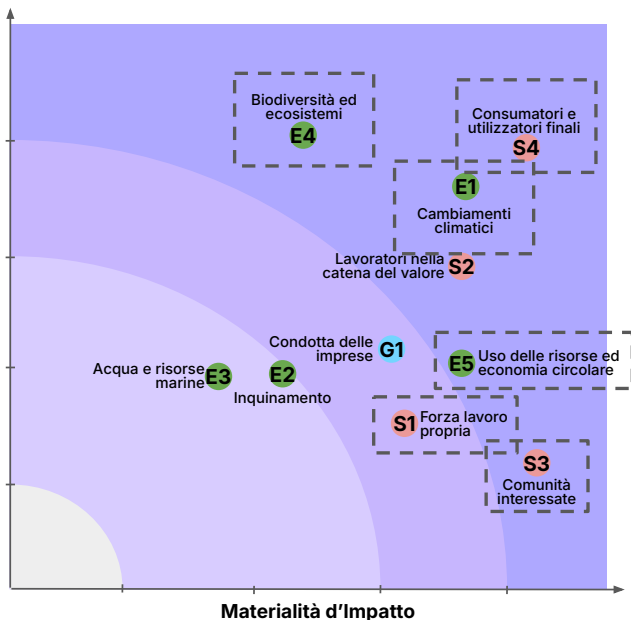 Biodiversità ed
ecosistemi
E4
Consumatori e
utilizzatori finali
S4
E1
Cambiamenti
climatici
Lavoratori nella
catena del valore
S2
Condotta delle
imprese
G1
E5
Uso delle risorse ed
economia circolare
Acqua e risorse
marine
E3
E2
Inquinamento
S1
Forza lavoro
propria
S3
Comunità
interessate
Materialità d'Impatto